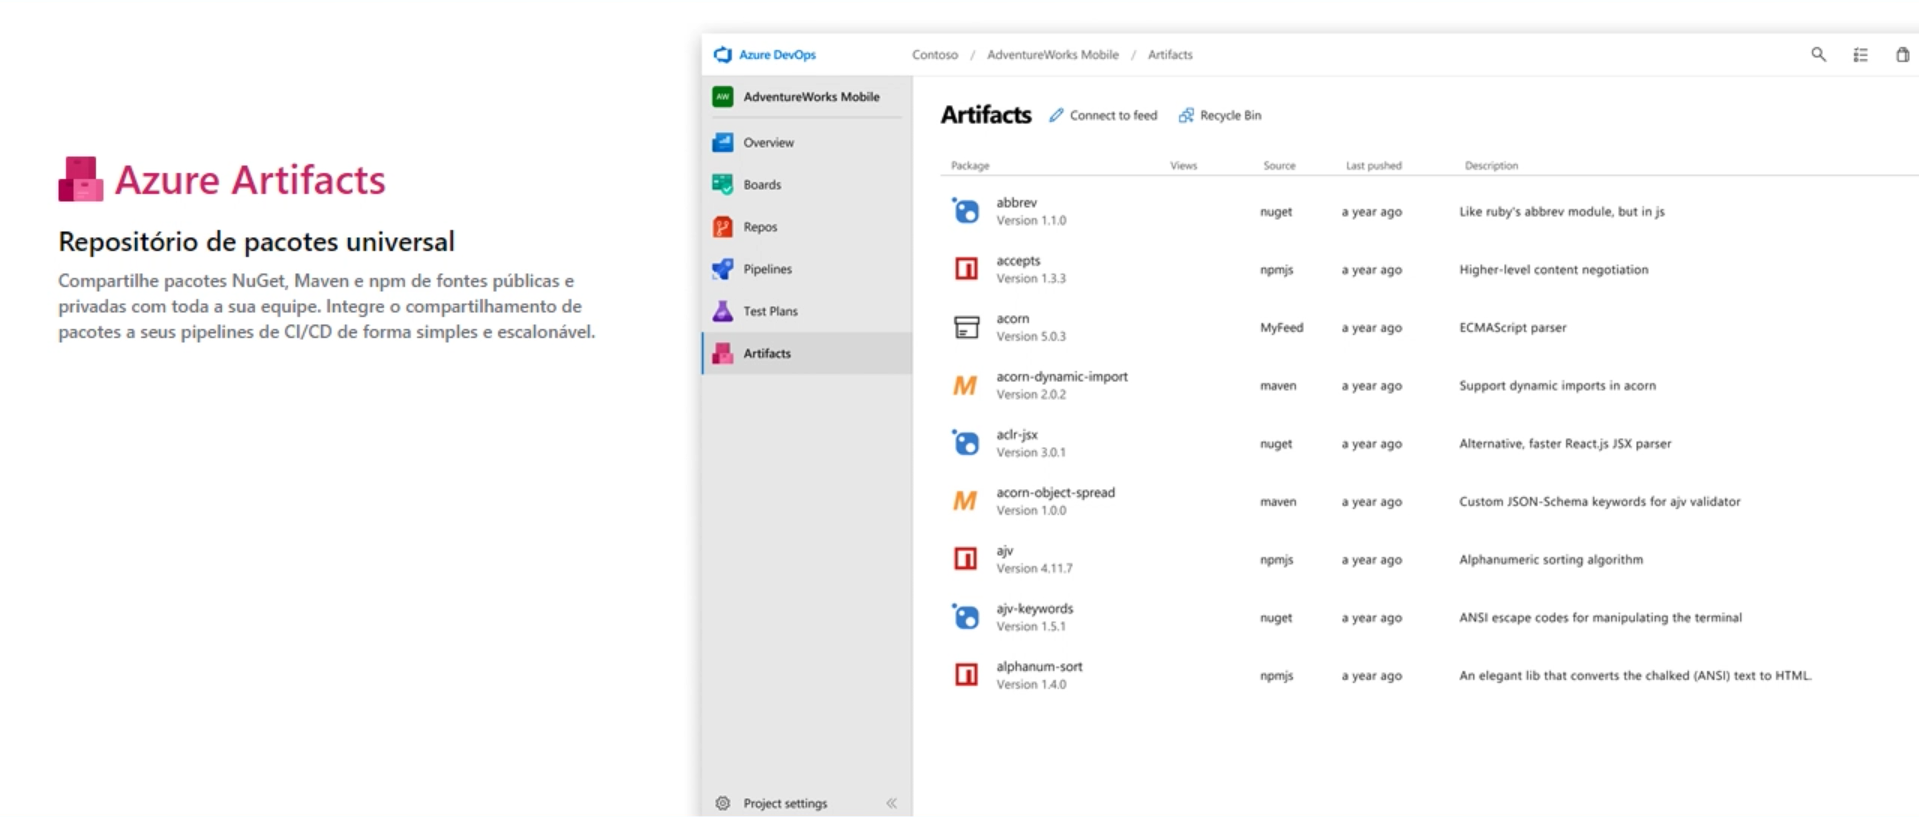 Azure Artifacts
Repositório de pacotes universal
Compartilhe pacotes NuGet, Maven e npm de fontes públicas e
privadas com toda a sua equipe. Integre o compartilhamento de
pacotes a seus pipelines de CI/CD de forma simples e escalonável.
Azure DevOps
Contoso / AdventureWorks Mobile / Artifacts
AW AdventureWorks Mobile
Overview
Boards
Repos
Pipelines
Test Plans
Artifacts
Project settings
Artifacts Connect to feed Recycle Bin
Package Views Source Last pushed Description
abbrev
Version 1.1.0
nuget a year ago Like ruby's abbrev module, but in js
accepts
Version 1.3.3
npmjs a year ago Higher-level content negotiation
acorn
Version 5.0.3
MyFeed a year ago ECMAScript parser
acorn-dynamic-import
Version 2.0.2
maven a year ago Support dynamic imports in acorn
aclr-jsx
Version 3.0.1
nuget a year ago Alternative, faster React.js JSX parser
acorn-object-spread
Version 1.0.0
maven a year ago Custom JSON-Schema keywords for ajv validator
ajv
Version 4.11.7
npmjs a year ago Alphanumeric sorting algorithm
ajv-keywords
Version 1.5.1
nuget a year ago ANSI escape codes for manipulating the terminal
alphanum-sort
Version 1.4.0
npmjs a year ago An elegant lib that converts the chalked (ANSI) text to HTML.